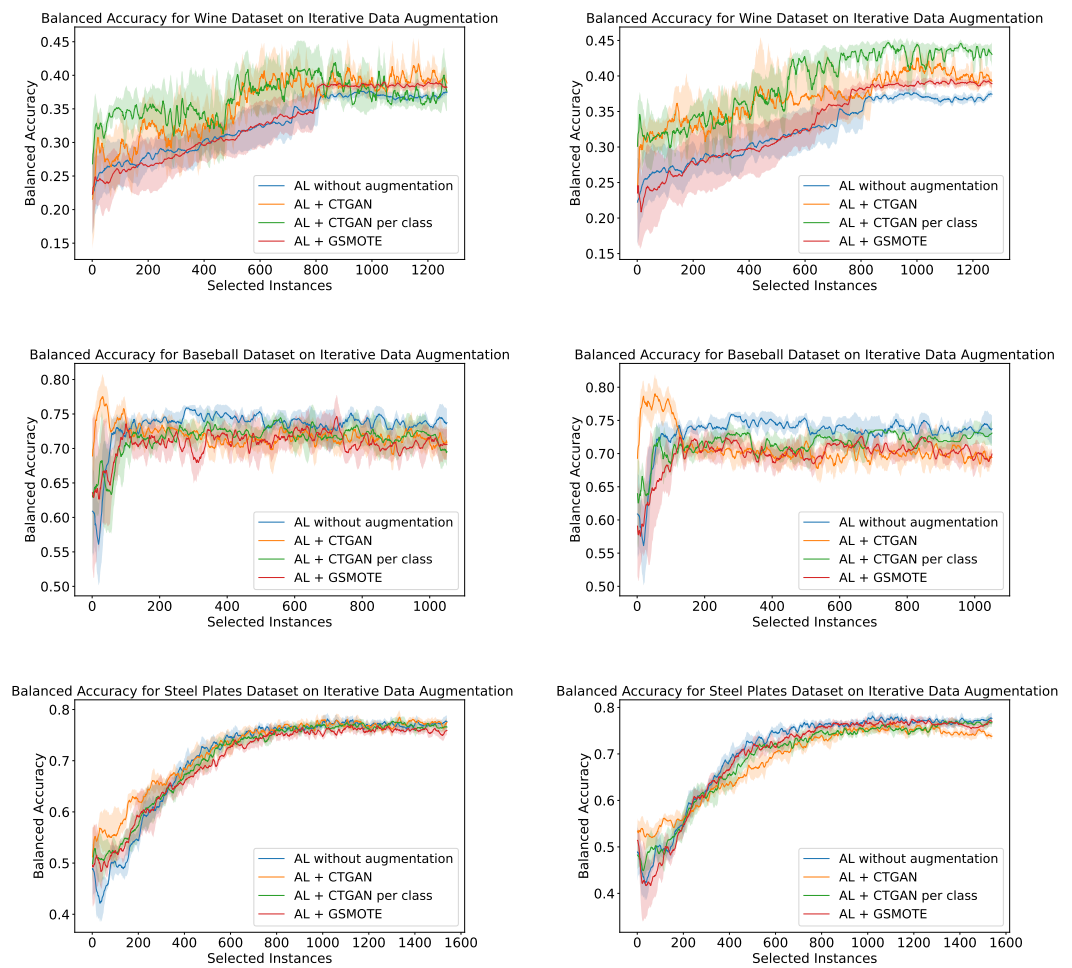 Balanced Accuracy for Wine Dataset on Iterative Data Augmentation
Balanced Accuracy
0.45
0.40
0.35
0.30
0.25
0.20
0.15
AL without augmentation
AL + CTGAN
AL + CTGAN per class
AL + GSMOTE
0 200 400 600 800 1000 1200
Selected Instances
Balanced Accuracy for Wine Dataset on Iterative Data Augmentation
Balanced Accuracy
0.45
0.40
0.35
0.30
0.25
0.20
0.15
AL without augmentation
AL + CTGAN
AL + CTGAN per class
AL + GSMOTE
0 200 400 600 800 1000 1200
Selected Instances
Balanced Accuracy for Baseball Dataset on Iterative Data Augmentation
Balanced Accuracy
0.80
0.75
0.70
0.65
0.60
0.55
0.50
AL without augmentation
AL + CTGAN
AL + CTGAN per class
AL + GSMOTE
0 200 400 600 800 1000
Selected Instances
Balanced Accuracy for Baseball Dataset on Iterative Data Augmentation
Balanced Accuracy
0.80
0.75
0.70
0.65
0.60
0.55
0.50
AL without augmentation
AL + CTGAN
AL + CTGAN per class
AL + GSMOTE
0 200 400 600 800 1000
Selected Instances
Balanced Accuracy for Steel Plates Dataset on Iterative Data Augmentation
Balanced Accuracy
0.8
0.7
0.6
0.5
0.4
AL without augmentation
AL + CTGAN
AL + CTGAN per class
AL + GSMOTE
0 200 400 600 800 1000 1200 1400 1600
Selected Instances
Balanced Accuracy for Steel Plates Dataset on Iterative Data Augmentation
Balanced Accuracy
0.8
0.7
0.6
0.5
0.4
AL without augmentation
AL + CTGAN
AL + CTGAN per class
AL + GSMOTE
0 200 400 600 800 1000 1200 1400 1600
Selected Instances